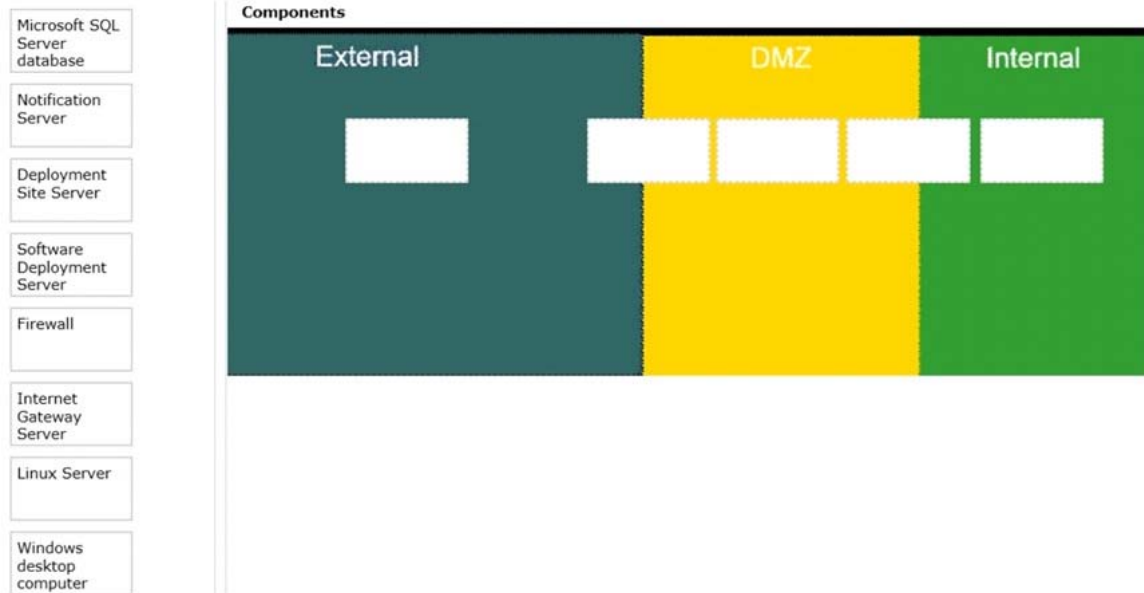 Components
Microsoft SQL
Server
database
Notification
Server
Deployment
Site Server
Software
Deployment
Server
Firewall
Internet
Gateway
Server
Linux Server
Windows
desktop
computer
External
DMZ
Internal